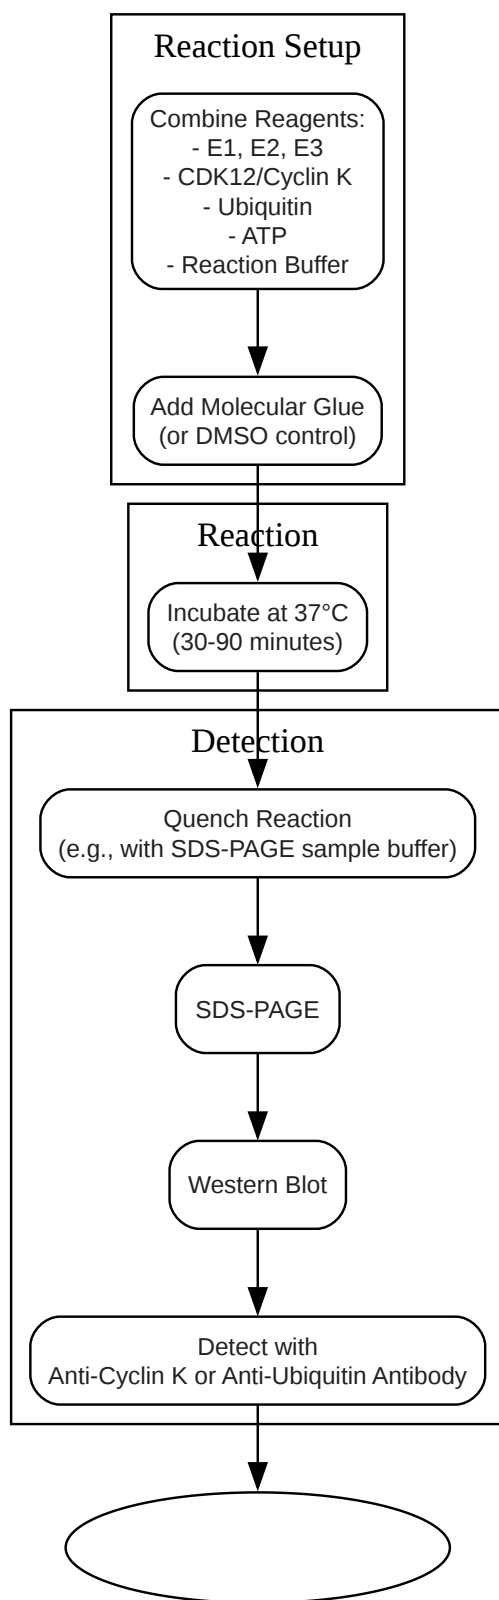 Reaction Setup
Combine Reagents:
- E1, E2, E3
- CDK12/Cyclin K
- Ubiquitin
- ATP
- Reaction Buffer
Add Molecular Glue
(or DMSO control)
Reaction
Incubate at 37°C
(30-90 minutes)
Detection
Quench Reaction
(e.g., with SDS-PAGE sample buffer)
SDS-PAGE
Western Blot
Detect with
Anti-Cyclin K or Anti-Ubiquitin Antibody